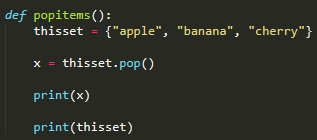 def popitems():
    thisset = {"apple", "banana", "cherry"}
    x = thisset.pop()
    print(x)
    print(thisset)